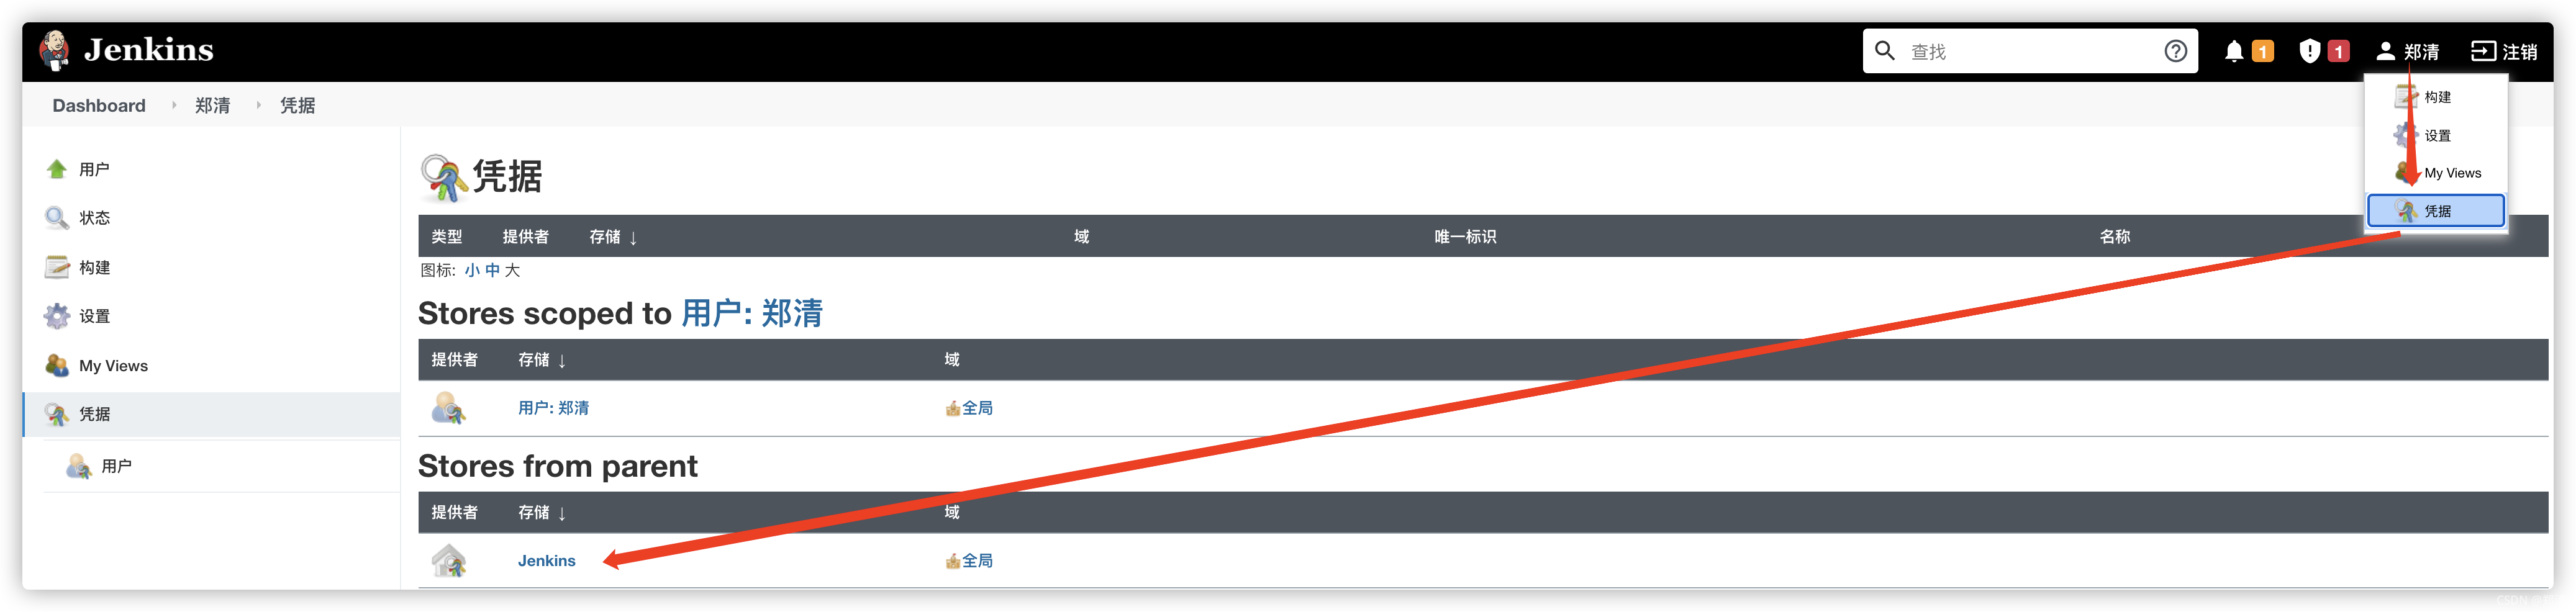 Jenkins
查找
1
1
郑清
注销
Dashboard
郑清
凭据
构建
设置
My Views
凭据
用户
状态
构建
设置
My Views
凭据
用户
凭据
类型 提供者 存储 ↓ 域 唯一标识 名称
图标: 小 中 大
Stores scoped to 用户: 郑清
提供者 存储 ↓ 域
用户: 郑清 全局
Stores from parent
提供者 存储 ↓ 域
Jenkins 全局